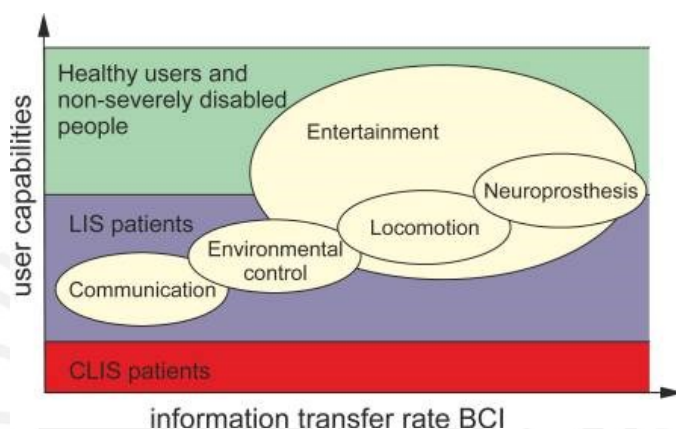 Healthy users and
non-severely disabled
people
Entertainment
Neuroprosthesis
LIS patients
Locomotion
Environmental
control
Communication
CLIS patients
user capabilities
information transfer rate BCI